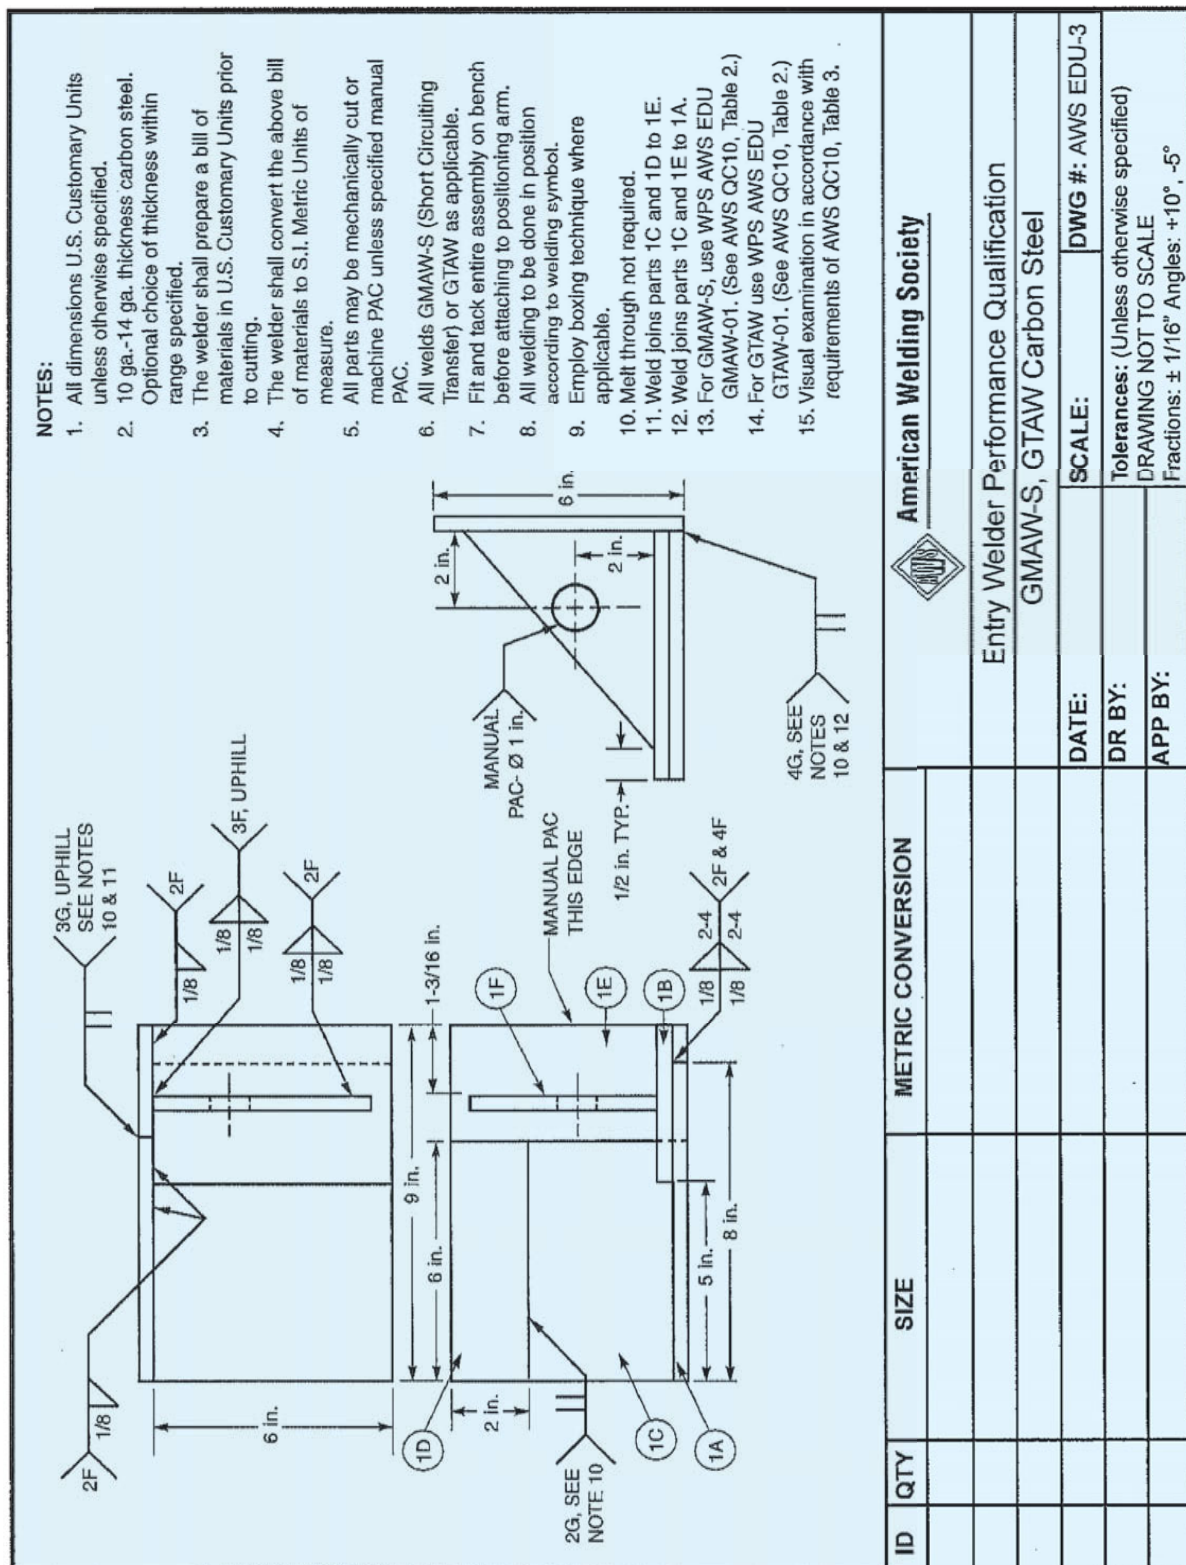 3G, UPHILL
SEE NOTES
10 & 11
2F
1/8
3F, UPHILL
1/8
1/8
2F
1/8
1/8
2F
1/8
6 in.
9 in.
6 in.
1-3/16 in.
1D
2 in.
2G, SEE
NOTE 10
1C
1A
1F
1E
1B
MANUAL PAC
THIS EDGE
5 in.
8 in.
1/8
2-4
1/8
2-4
2F & 4F
MANUAL
PAC- Ø 1 in.
1/2 in. TYP.
2 in.
2 in.
6 in.
4G, SEE
NOTES
10 & 12
NOTES:
1. All dimensions U.S. Customary Units
unless otherwise specified.
2. 10 ga.-14 ga. thickness carbon steel.
Optional choice of thickness within
range specified.
3. The welder shall prepare a bill of
materials in U.S. Customary Units prior
to cutting.
4. The welder shall convert the above bill
of materials to S.I. Metric Units of
measure.
5. All parts may be mechanically cut or
machine PAC unless specified manual
PAC.
6. All welds GMAW-S (Short Circuiting
Transfer) or GTAW as applicable.
7. Fit and tack entire assembly on bench
before attaching to positioning arm.
8. All welding to be done in position
according to welding symbol.
9. Employ boxing technique where
applicable.
10. Melt through not required.
11. Weld joins parts 1C and 1D to 1E.
12. Weld joins parts 1C and 1E to 1A.
13. For GMAW-S, use WPS AWS EDU
GMAW-01. (See AWS QC10, Table 2.)
14. For GTAW use WPS AWS EDU
GTAW-01. (See AWS QC10, Table 2.)
15. Visual examination in accordance with
requirements of AWS QC10, Table 3.
ID QTY SIZE METRIC CONVERSION
AWS American Welding Society
Entry Welder Performance Qualification
GMAW-S, GTAW Carbon Steel
DATE: SCALE: DWG #: AWS EDU-3
DR BY:
APP BY:
Tolerances: (Unless otherwise specified)
DRAWING NOT TO SCALE
Fractions: ± 1/16" Angles: +10°, -5°